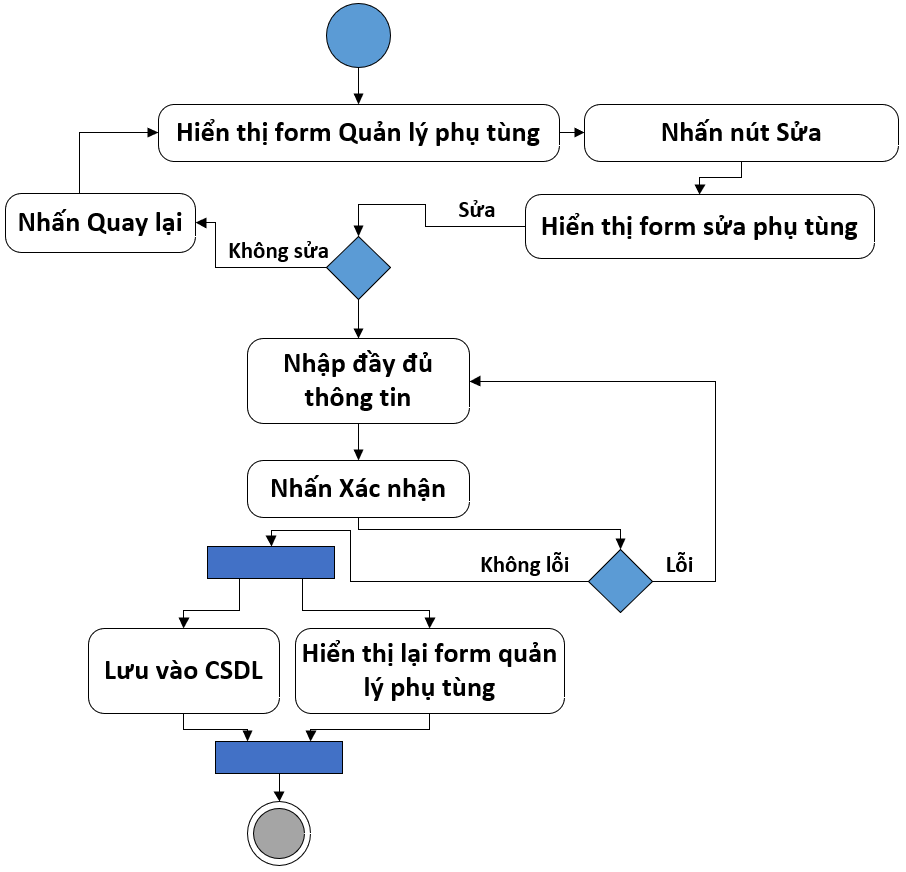 Hiển thị form Quản lý phụ tùng
Nhấn nút Sửa
Nhấn Quay lại
Sửa
Hiển thị form sửa phụ tùng
Không sửa
Nhập đầy đủ
thông tin
Nhấn Xác nhận
Không lỗi
Lỗi
Lưu vào CSDL
Hiển thị lại form quản
lý phụ tùng